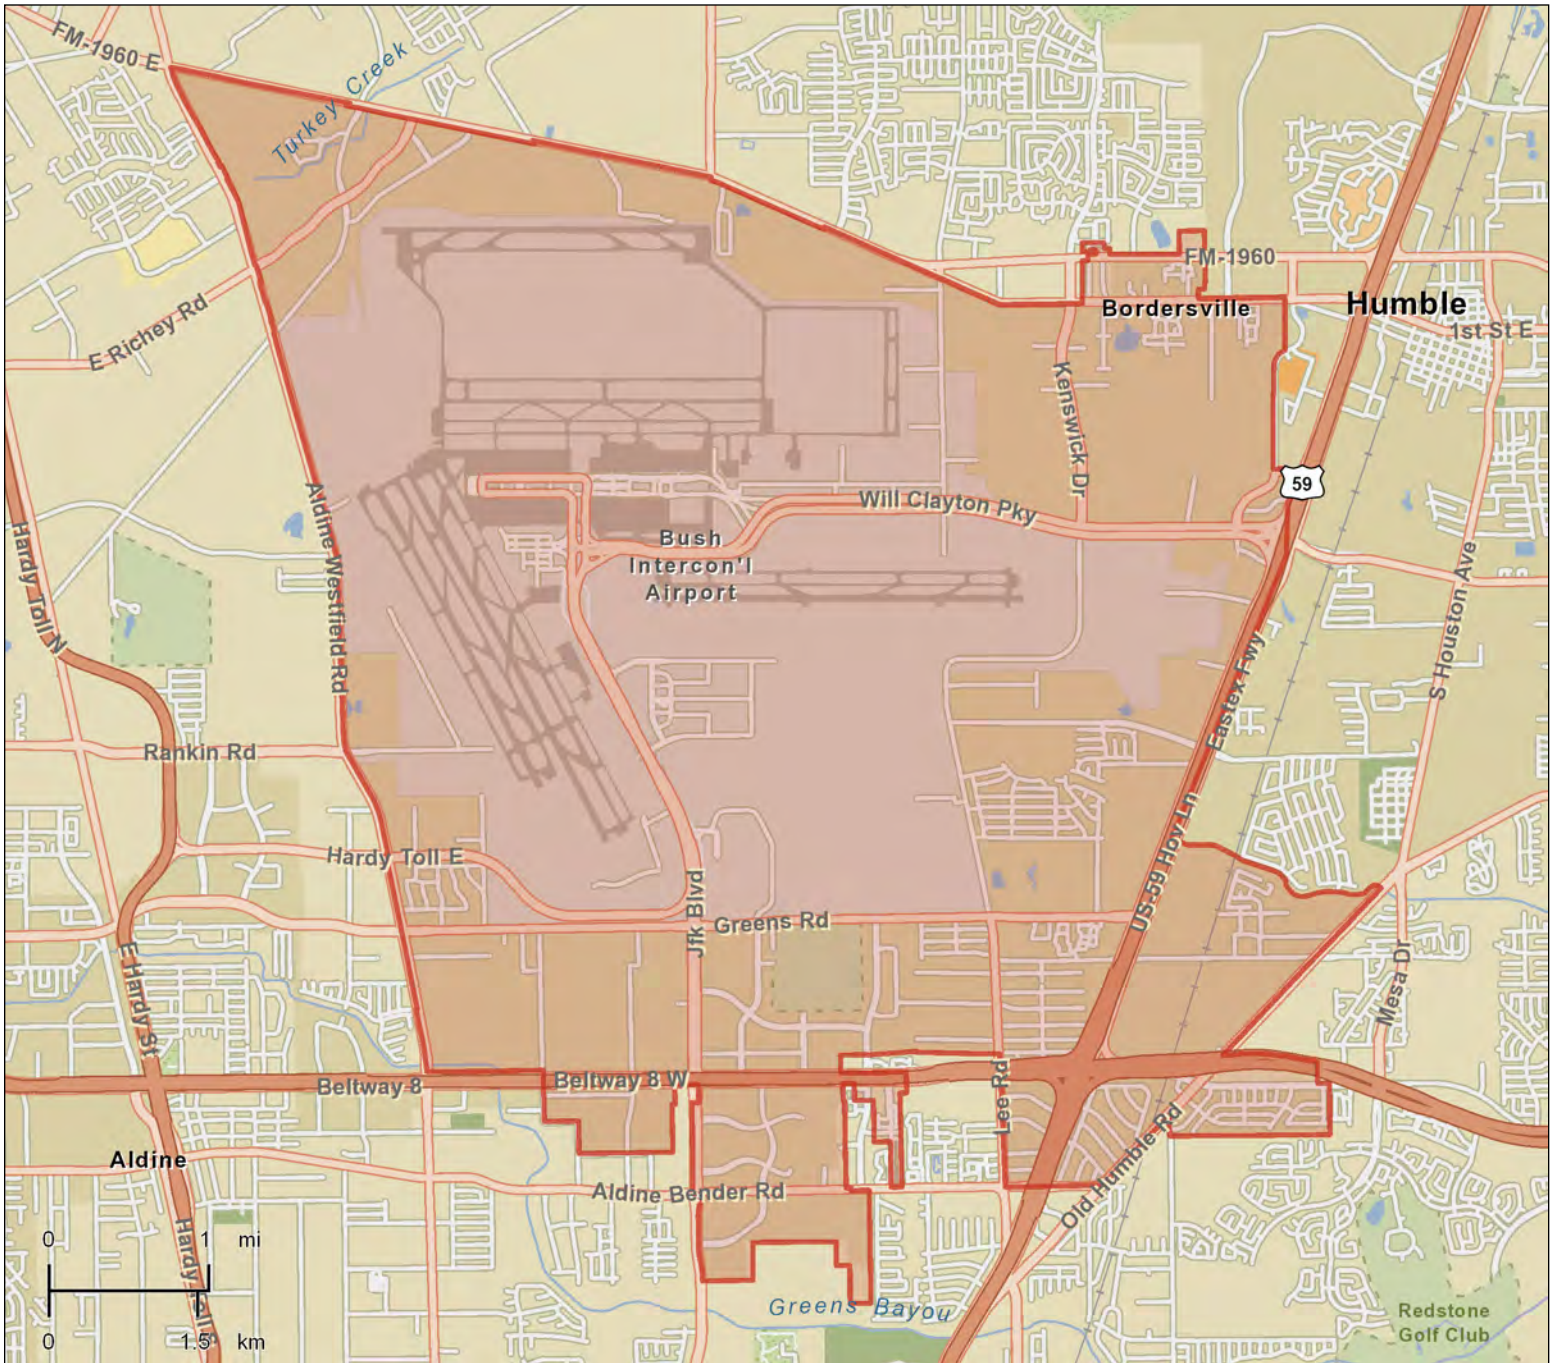 FM-1960 E
Turkey Creek
FM-1960
Bordersville
Humble
1st St E
E Richey Rd
Kenswick Dr
59
Will Clayton Pky
Aldine Westfield Rd
Hardy Toll N
Bush
Intercon'l
Airport
S Houston Ave
Eastex Fwy
Rankin Rd
Hardy Toll E
US 59 Hov Ln
Jfk Blvd
Greens Rd
Mesa Dr
E Hardy St
Beltway 8
Beltway 8 W
Lee Rd
Old Humble Rd
Aldine
Aldine Bender Rd
0 1 mi
0 1.5 km
Greens Bayou
Redstone
Golf Club